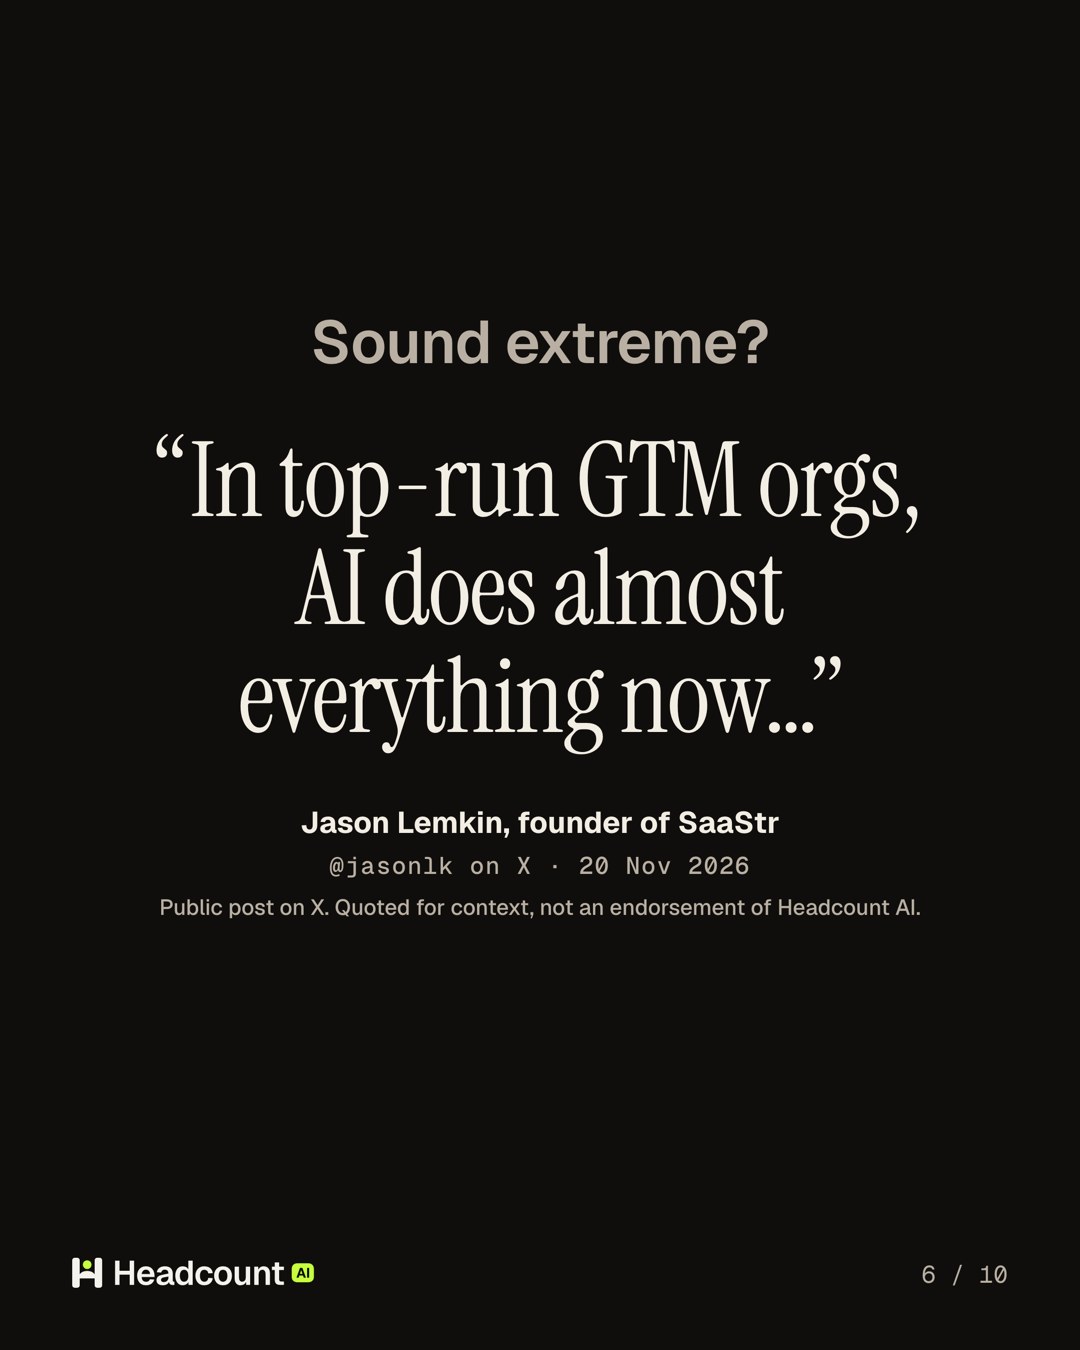 Sound extreme?
“In top-run GTM orgs,
AI does almost
everything now...”
Jason Lemkin, founder of SaaStr
@jasonlk on X · 20 Nov 2026
Public post on X. Quoted for context, not an endorsement of Headcount AI.
Headcount AI
6 / 10